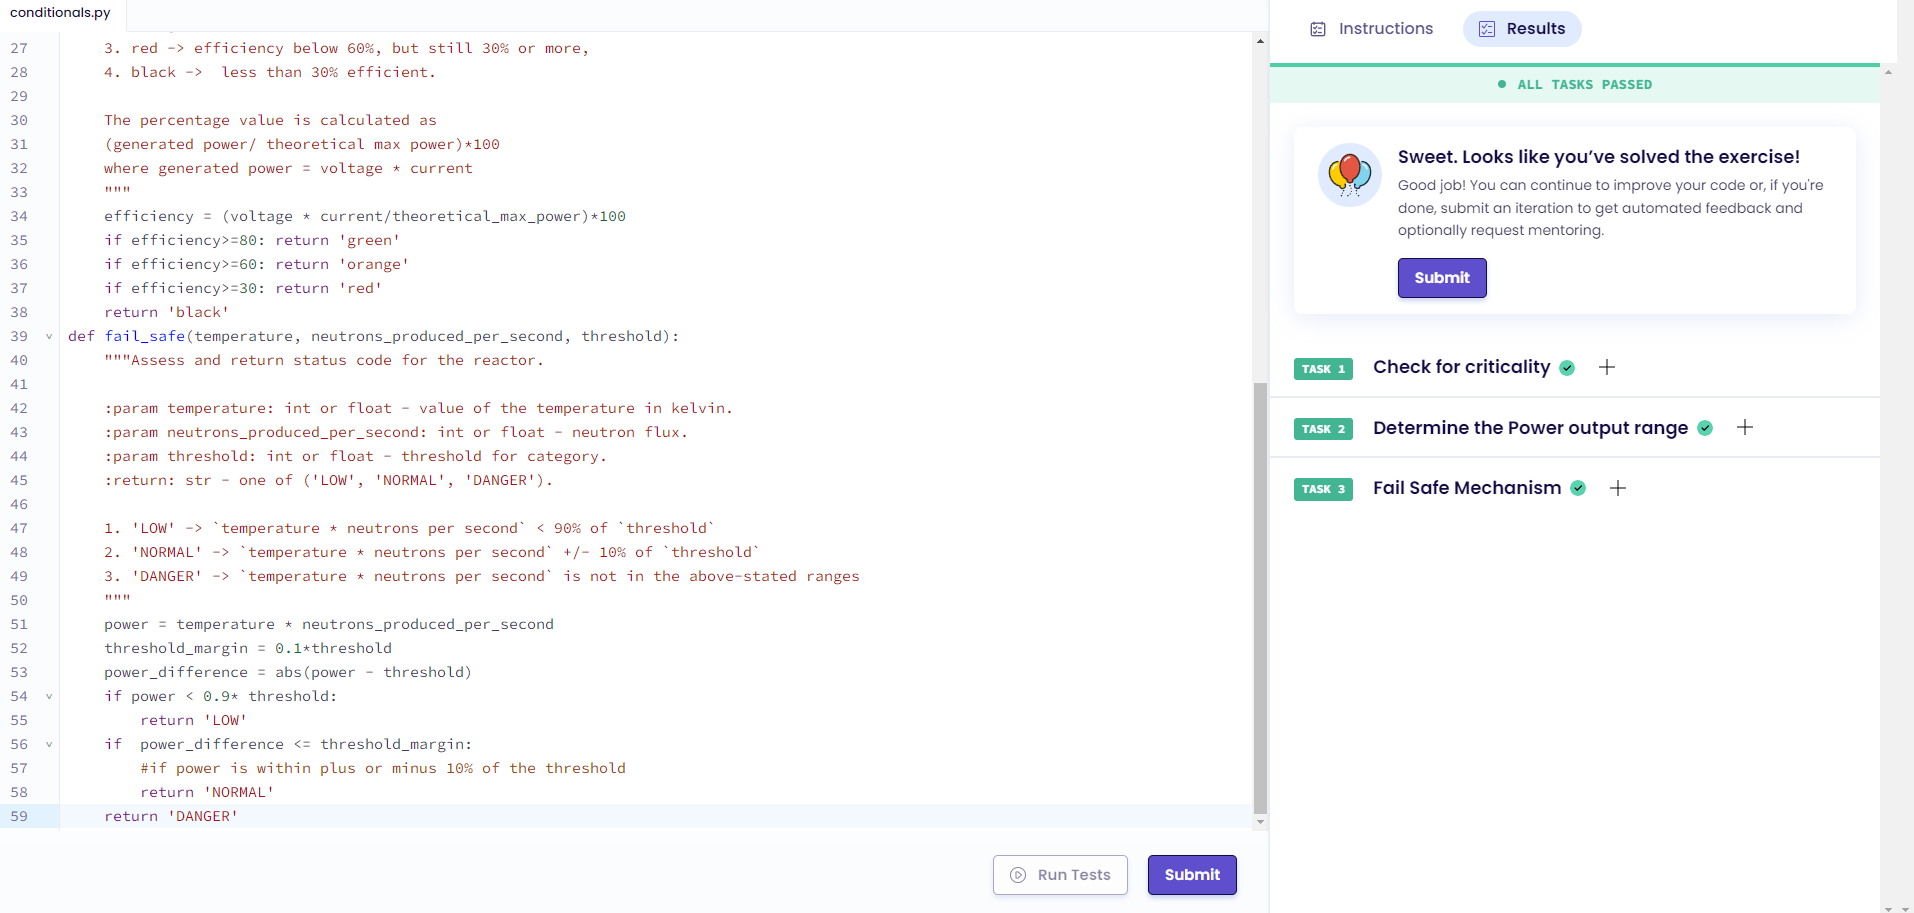 conditionals.py
27 3. red -> efficiency below 60%, but still 30% or more,
28 4. black ->  less than 30% efficient.
29
30 The percentage value is calculated as
31 (generated power/ theoretical max power)*100
32 where generated power = voltage * current
33 """
34 efficiency = (voltage * current/theoretical_max_power)*100
35 if efficiency>=80: return 'green'
36 if efficiency>=60: return 'orange'
37 if efficiency>=30: return 'red'
38 return 'black'
39 def fail_safe(temperature, neutrons_produced_per_second, threshold):
40 """Assess and return status code for the reactor.
41
42 :param temperature: int or float - value of the temperature in kelvin.
43 :param neutrons_produced_per_second: int or float - neutron flux.
44 :param threshold: int or float - threshold for category.
45 :return: str - one of ('LOW', 'NORMAL', 'DANGER').
46
47 1. 'LOW' -> `temperature * neutrons per second` < 90% of `threshold`
48 2. 'NORMAL' -> `temperature * neutrons per second` +/- 10% of `threshold`
49 3. 'DANGER' -> `temperature * neutrons per second` is not in the above-stated ranges
50 """
51 power = temperature * neutrons_produced_per_second
52 threshold_margin = 0.1*threshold
53 power_difference = abs(power - threshold)
54 if power < 0.9* threshold:
55 return 'LOW'
56 if  power_difference <= threshold_margin:
57 #if power is within plus or minus 10% of the threshold
58 return 'NORMAL'
59 return 'DANGER'
Run Tests
Submit
Instructions
Results
ALL TASKS PASSED
Sweet. Looks like you’ve solved the exercise!
Good job! You can continue to improve your code or, if you're
done, submit an iteration to get automated feedback and
optionally request mentoring.
Submit
TASK 1 Check for criticality
TASK 2 Determine the Power output range
TASK 3 Fail Safe Mechanism